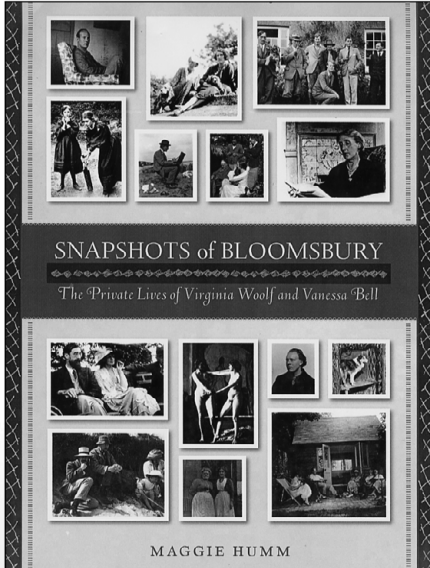 SNAPSHOTS of BLOOMSBURY
The Private Lives of Virginia Woolf and Vanessa Bell
MAGGIE HUMM